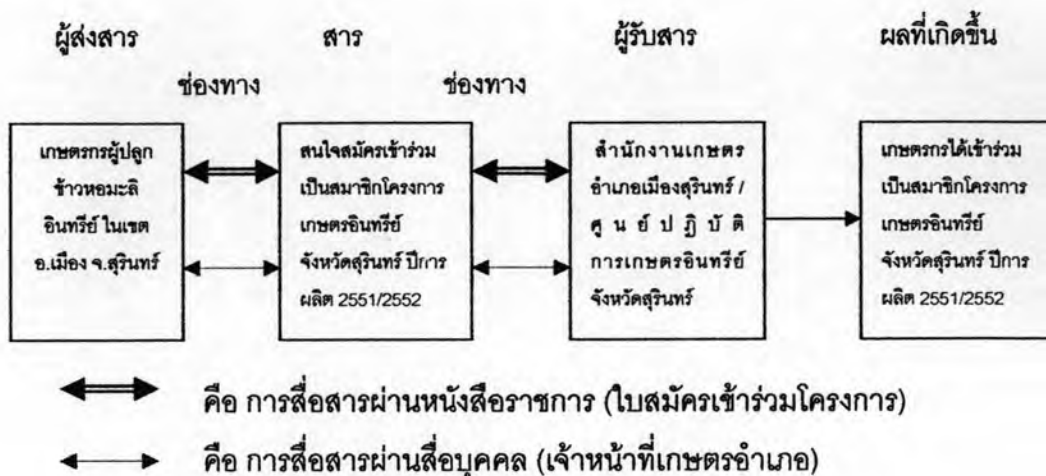 ผู้ส่งสาร สาร ผู้รับสาร ผลที่เกิดขึ้น
ช่องทาง ช่องทาง
เกษตรกรผู้ปลูก
ข้าวหอมะลิ
อินทรีย์ ในเขต
อ.เมือง จ.สุรินทร์
สนใจสมัครเข้าร่วม
เป็นสมาชิกโครงการ
เกษตรอินทรีย์
จังหวัดสุรินทร์ ปีการ
ผลิต 2551/2552
สำนักงานเกษตร
อำเภอเมืองสุรินทร์ /
ศูนย์ปฏิบัติ
การเกษตรอินทรีย์
จังหวัดสุรินทร์
เกษตรกรได้เข้าร่วม
เป็นสมาชิกโครงการ
เกษตรอินทรีย์
จังหวัดสุรินทร์ ปีการ
ผลิต 2551/2552
คือ การสื่อสารผ่านหนังสือราชการ (ใบสมัครเข้าร่วมโครงการ)
คือ การสื่อสารผ่านสื่อบุคคล (เจ้าหน้าที่เกษตรอำเภอ)